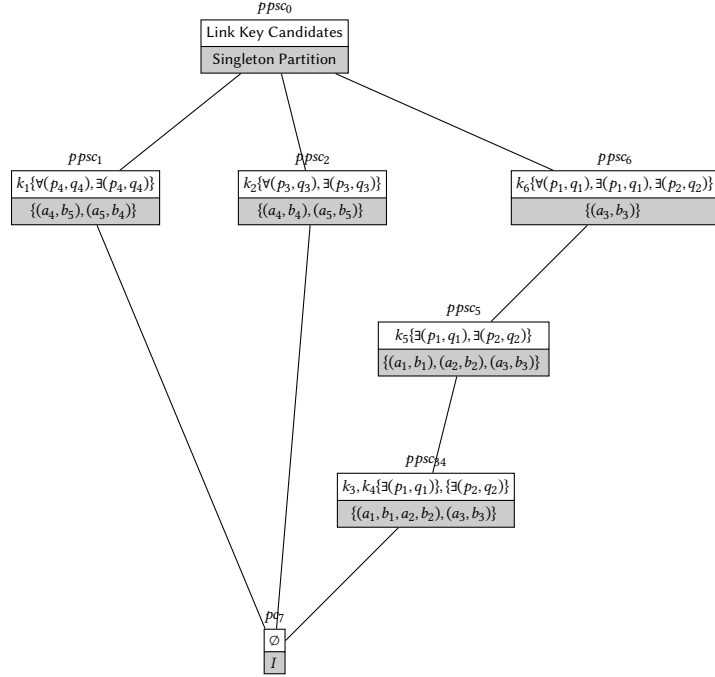 ppsc₀
Link Key Candidates
Singleton Partition
ppsc₁
k₁{∀(p₄, q₄), ∃(p₄, q₄)}
{(a₄, b₅), (a₅, b₄)}
ppsc₂
k₂{∀(p₃, q₃), ∃(p₃, q₃)}
{(a₄, b₄), (a₅, b₅)}
ppsc₆
k₆{∀(p₁, q₁), ∃(p₁, q₁), ∃(p₂, q₂)}
{(a₃, b₃)}
ppsc₅
k₅{∃(p₁, q₁), ∃(p₂, q₂)}
{(a₁, b₁), (a₂, b₂), (a₃, b₃)}
ppsc₃₄
k₃, k₄{∃(p₁, q₁)}, {∃(p₂, q₂)}
{(a₁, b₁, a₂, b₂), (a₃, b₃)}
pc₇
∅
I